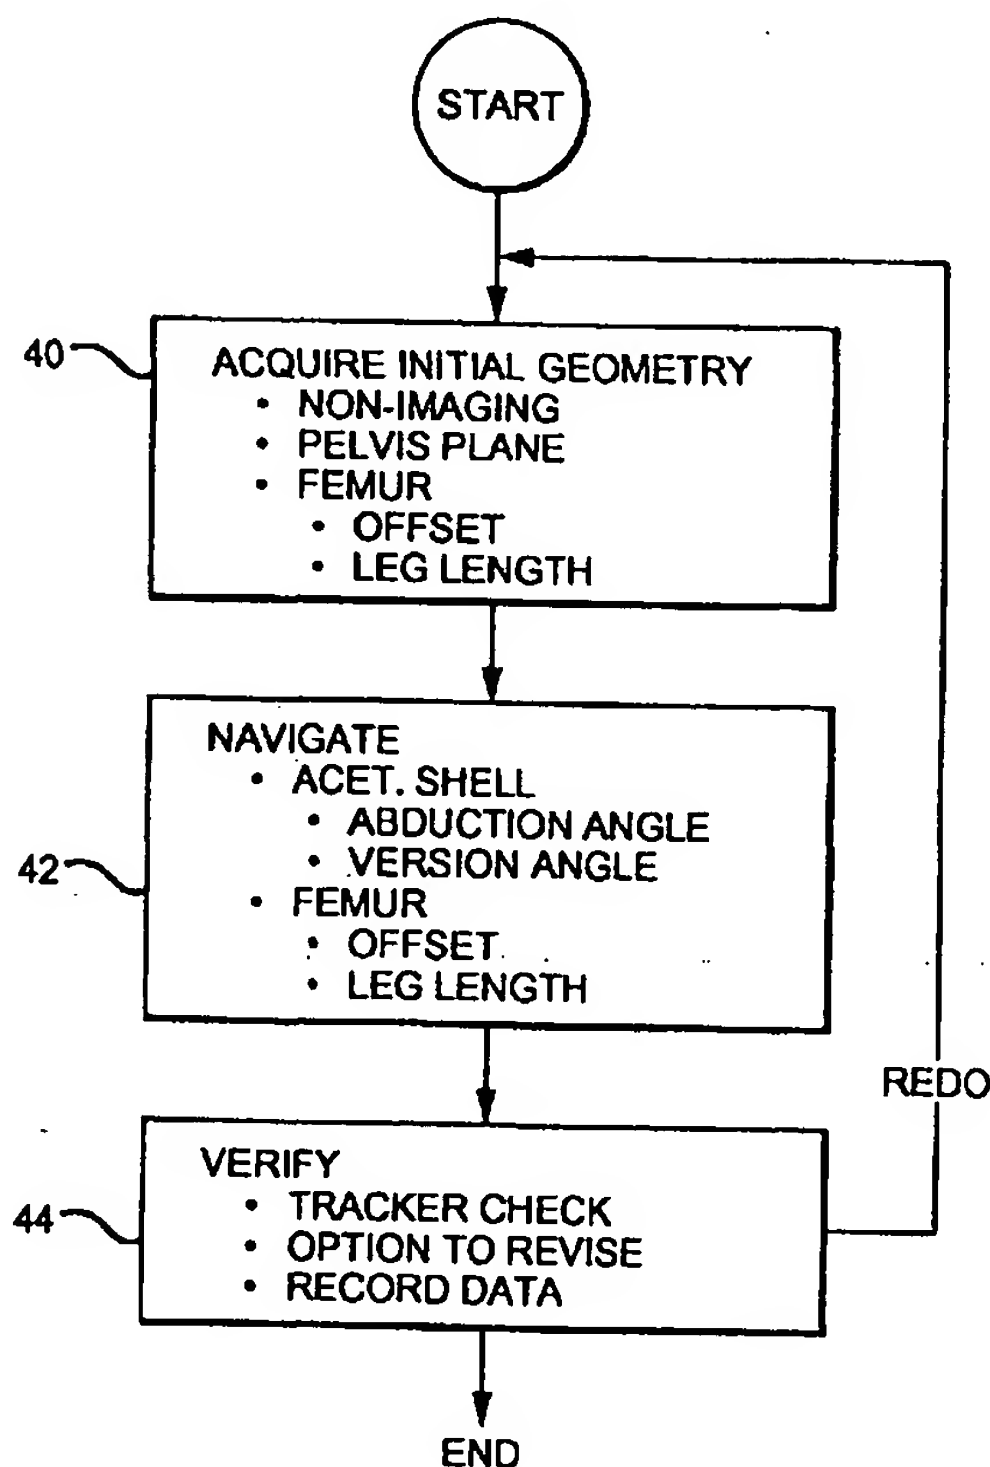 START
40
ACQUIRE INITIAL GEOMETRY
• NON-IMAGING
• PELVIS PLANE
• FEMUR
• OFFSET
• LEG LENGTH
42
NAVIGATE
• ACET. SHELL
• ABDUCTION ANGLE
• VERSION ANGLE
• FEMUR
• OFFSET
• LEG LENGTH
REDO
44
VERIFY
• TRACKER CHECK
• OPTION TO REVISE
• RECORD DATA
END